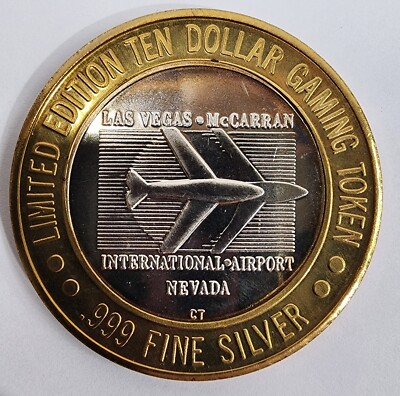 LIMITED EDITION TEN DOLLAR GAMING TOKEN
LAS VEGAS • McCARRAN
INTERNATIONAL • AIRPORT
NEVADA
CT
.999 FINE SILVER